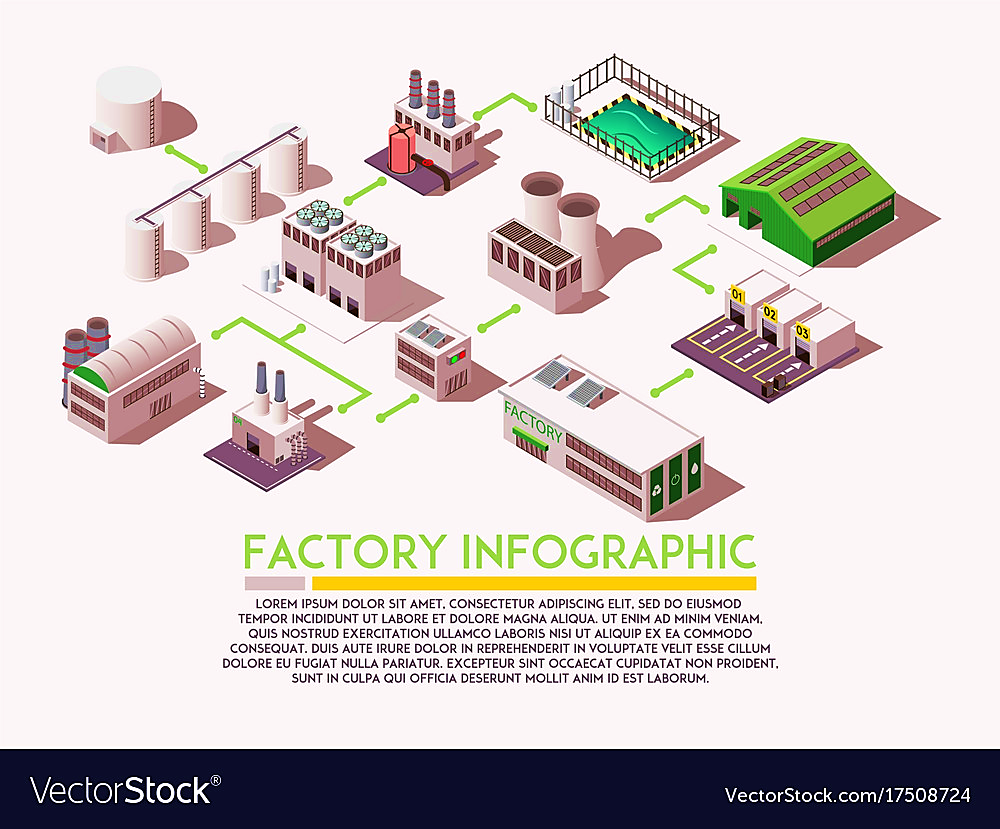 01
02
03
FACTORY
FACTORY INFOGRAPHIC
LOREM IPSUM DOLOR SIT AMET, CONSECTETUR ADIPISCING ELIT, SED DO EIUSMOD
TEMPOR INCIDIDUNT UT LABORE ET DOLORE MAGNA ALIQUA. UT ENIM AD MINIM VENIAM,
QUIS NOSTRUD EXERCITATION ULLAMCO LABORIS NISI UT ALIQUIP EX EA COMMODO
CONSEQUAT. DUIS AUTE IRURE DOLOR IN REPREHENDERIT IN VOLUPTATE VELIT ESSE CILLUM
DOLORE EU FUGIAT NULLA PARIATUR. EXCEPTEUR SINT OCCAECAT CUPIDATAT NON PROIDENT,
SUNT IN CULPA QUI OFFICIA DESERUNT MOLLIT ANIM ID EST LABORUM.
VectorStock®
VectorStock.com/17508724